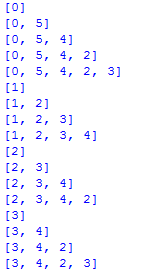 [0]
[0, 5]
[0, 5, 4]
[0, 5, 4, 2]
[0, 5, 4, 2, 3]
[1]
[1, 2]
[1, 2, 3]
[1, 2, 3, 4]
[2]
[2, 3]
[2, 3, 4]
[2, 3, 4, 2]
[3]
[3, 4]
[3, 4, 2]
[3, 4, 2, 3]